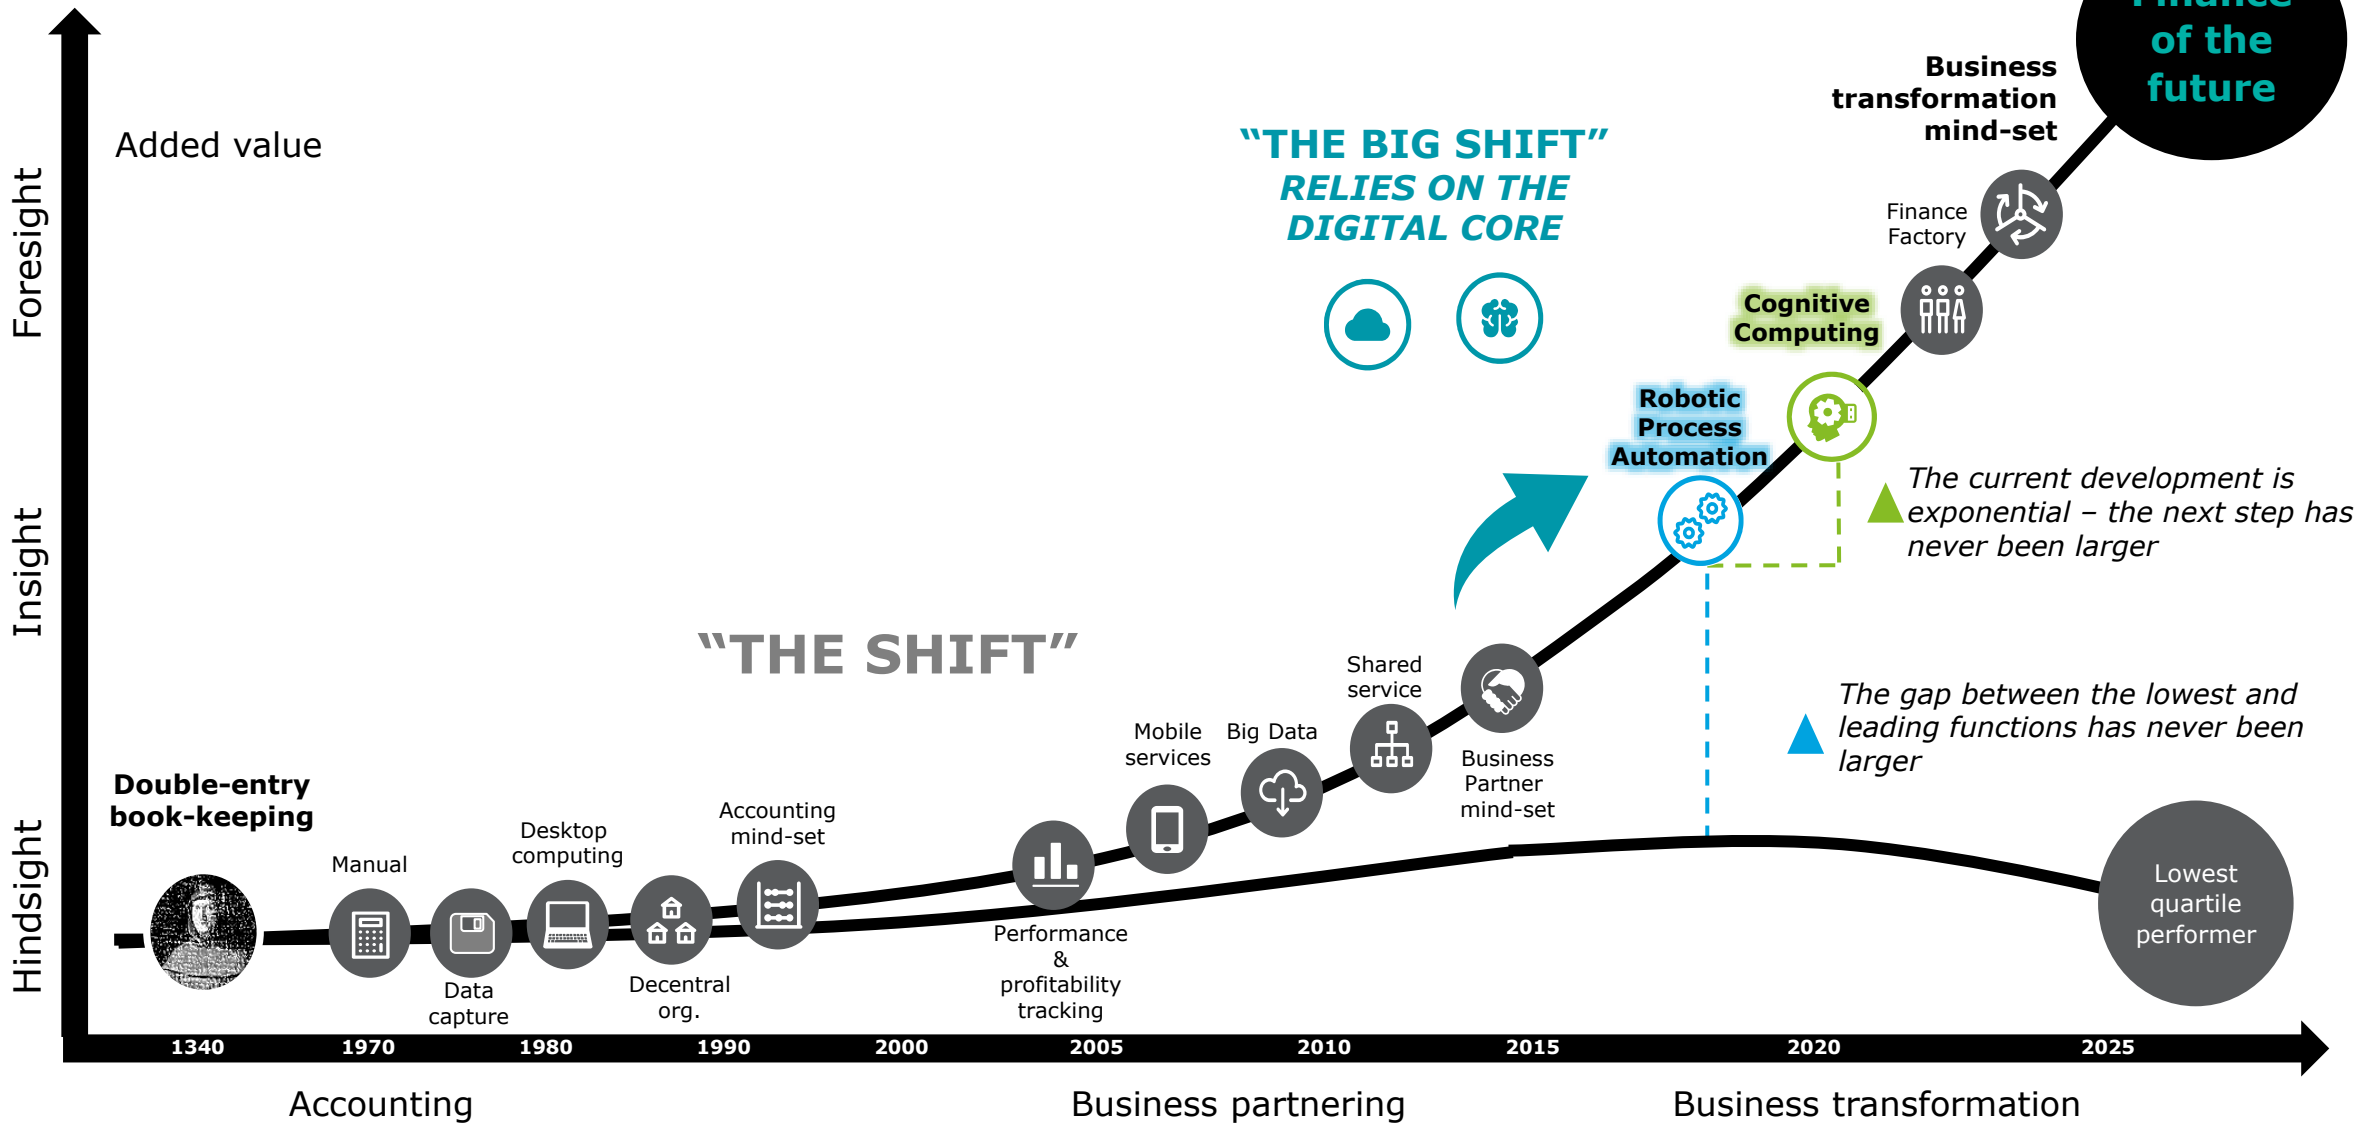 Finance
of the
future
Business
transformation
mind-set
Added value
“THE BIG SHIFT”
RELIES ON THE
DIGITAL CORE
Foresight
Insight
Hindsight
Finance
Factory
Cognitive
Computing
Robotic
Process
Automation
The current development is
exponential – the next step has
never been larger
“THE SHIFT”
The gap between the lowest and
leading functions has never been
larger
Shared
service
Mobile
services
Big Data
Business
Partner
mind-set
Double-entry
book-keeping
Manual
Data
capture
Desktop
computing
Decentral
org.
Accounting
mind-set
Performance
&
profitability
tracking
Lowest
quartile
performer
1340 1970 1980 1990 2000 2005 2010 2015 2020 2025
Accounting Business partnering Business transformation